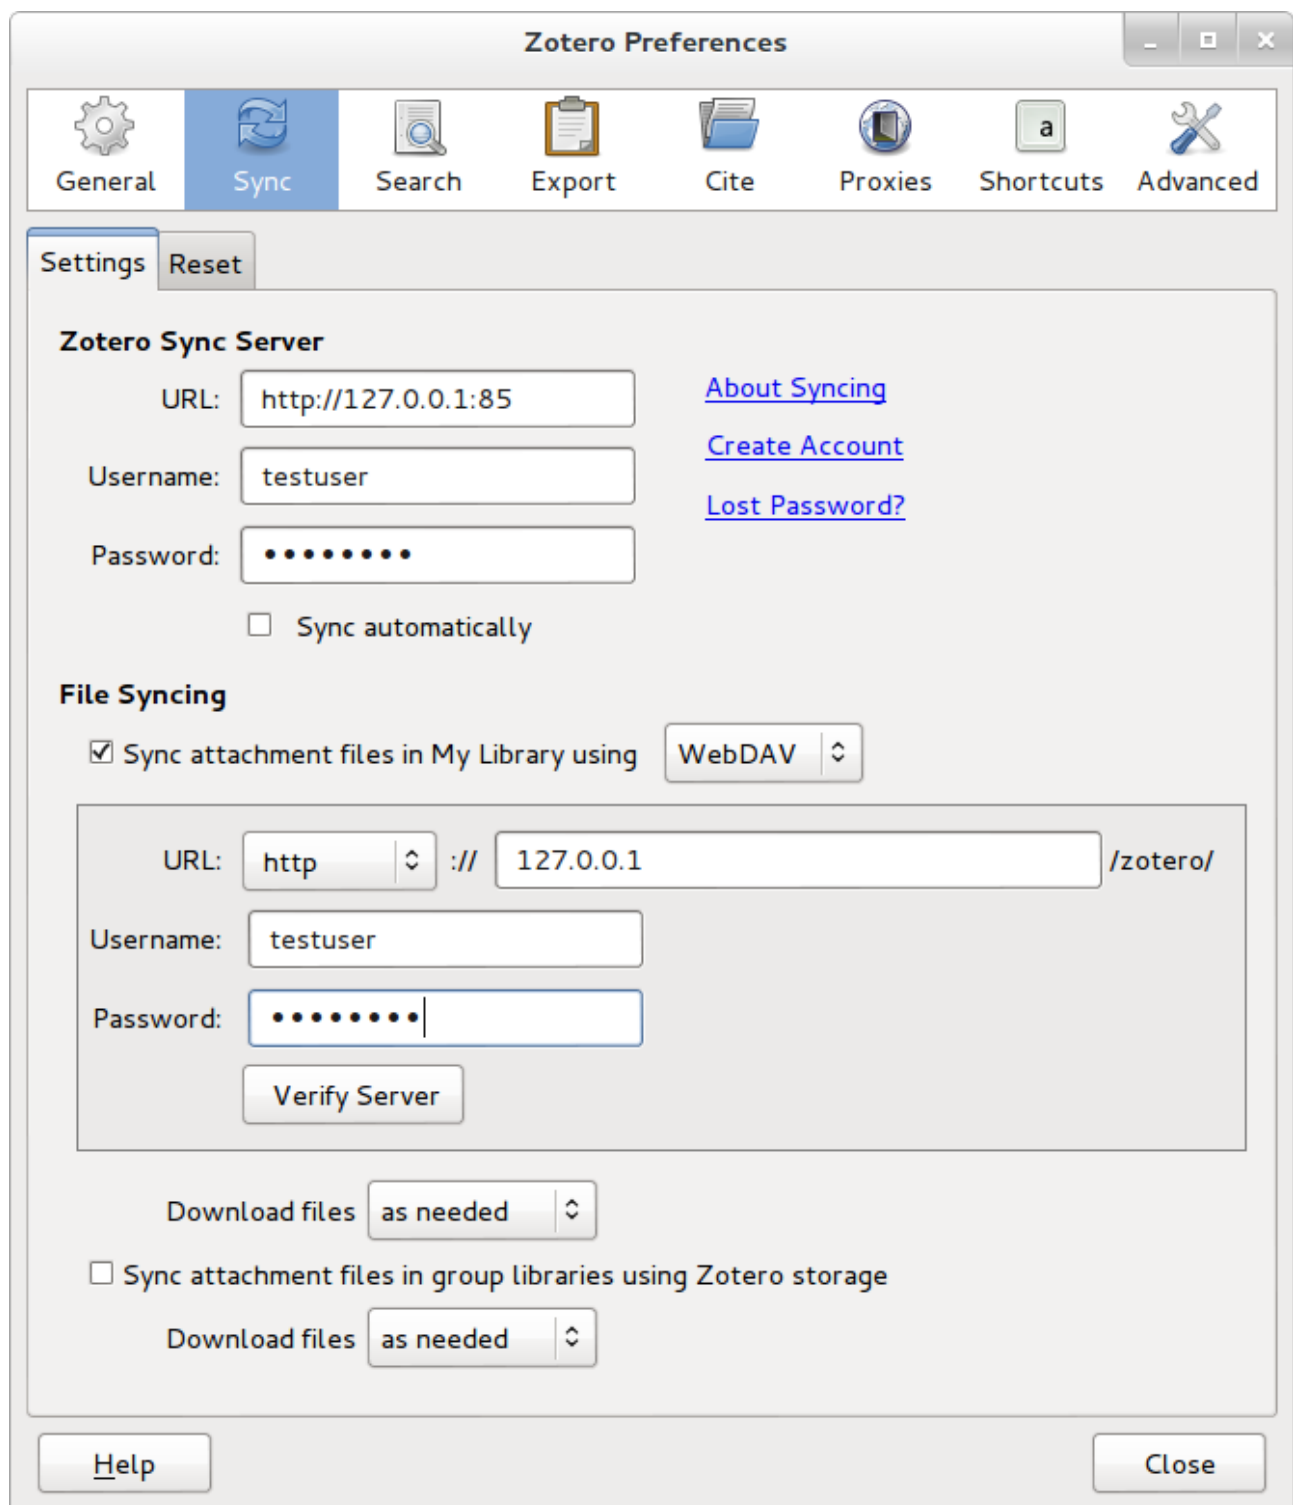 Zotero Preferences
General Sync Search Export Cite Proxies a Shortcuts Advanced
Settings Reset
Zotero Sync Server
URL: http://127.0.0.1:85 About Syncing
Create Account
Username: testuser
Lost Password?
Password: ••••••••
Sync automatically
File Syncing
Sync attachment files in My Library using WebDAV
URL: http :// 127.0.0.1 /zotero/
Username: testuser
Password: ••••••••
Verify Server
Download files as needed
Sync attachment files in group libraries using Zotero storage
Download files as needed
Help Close